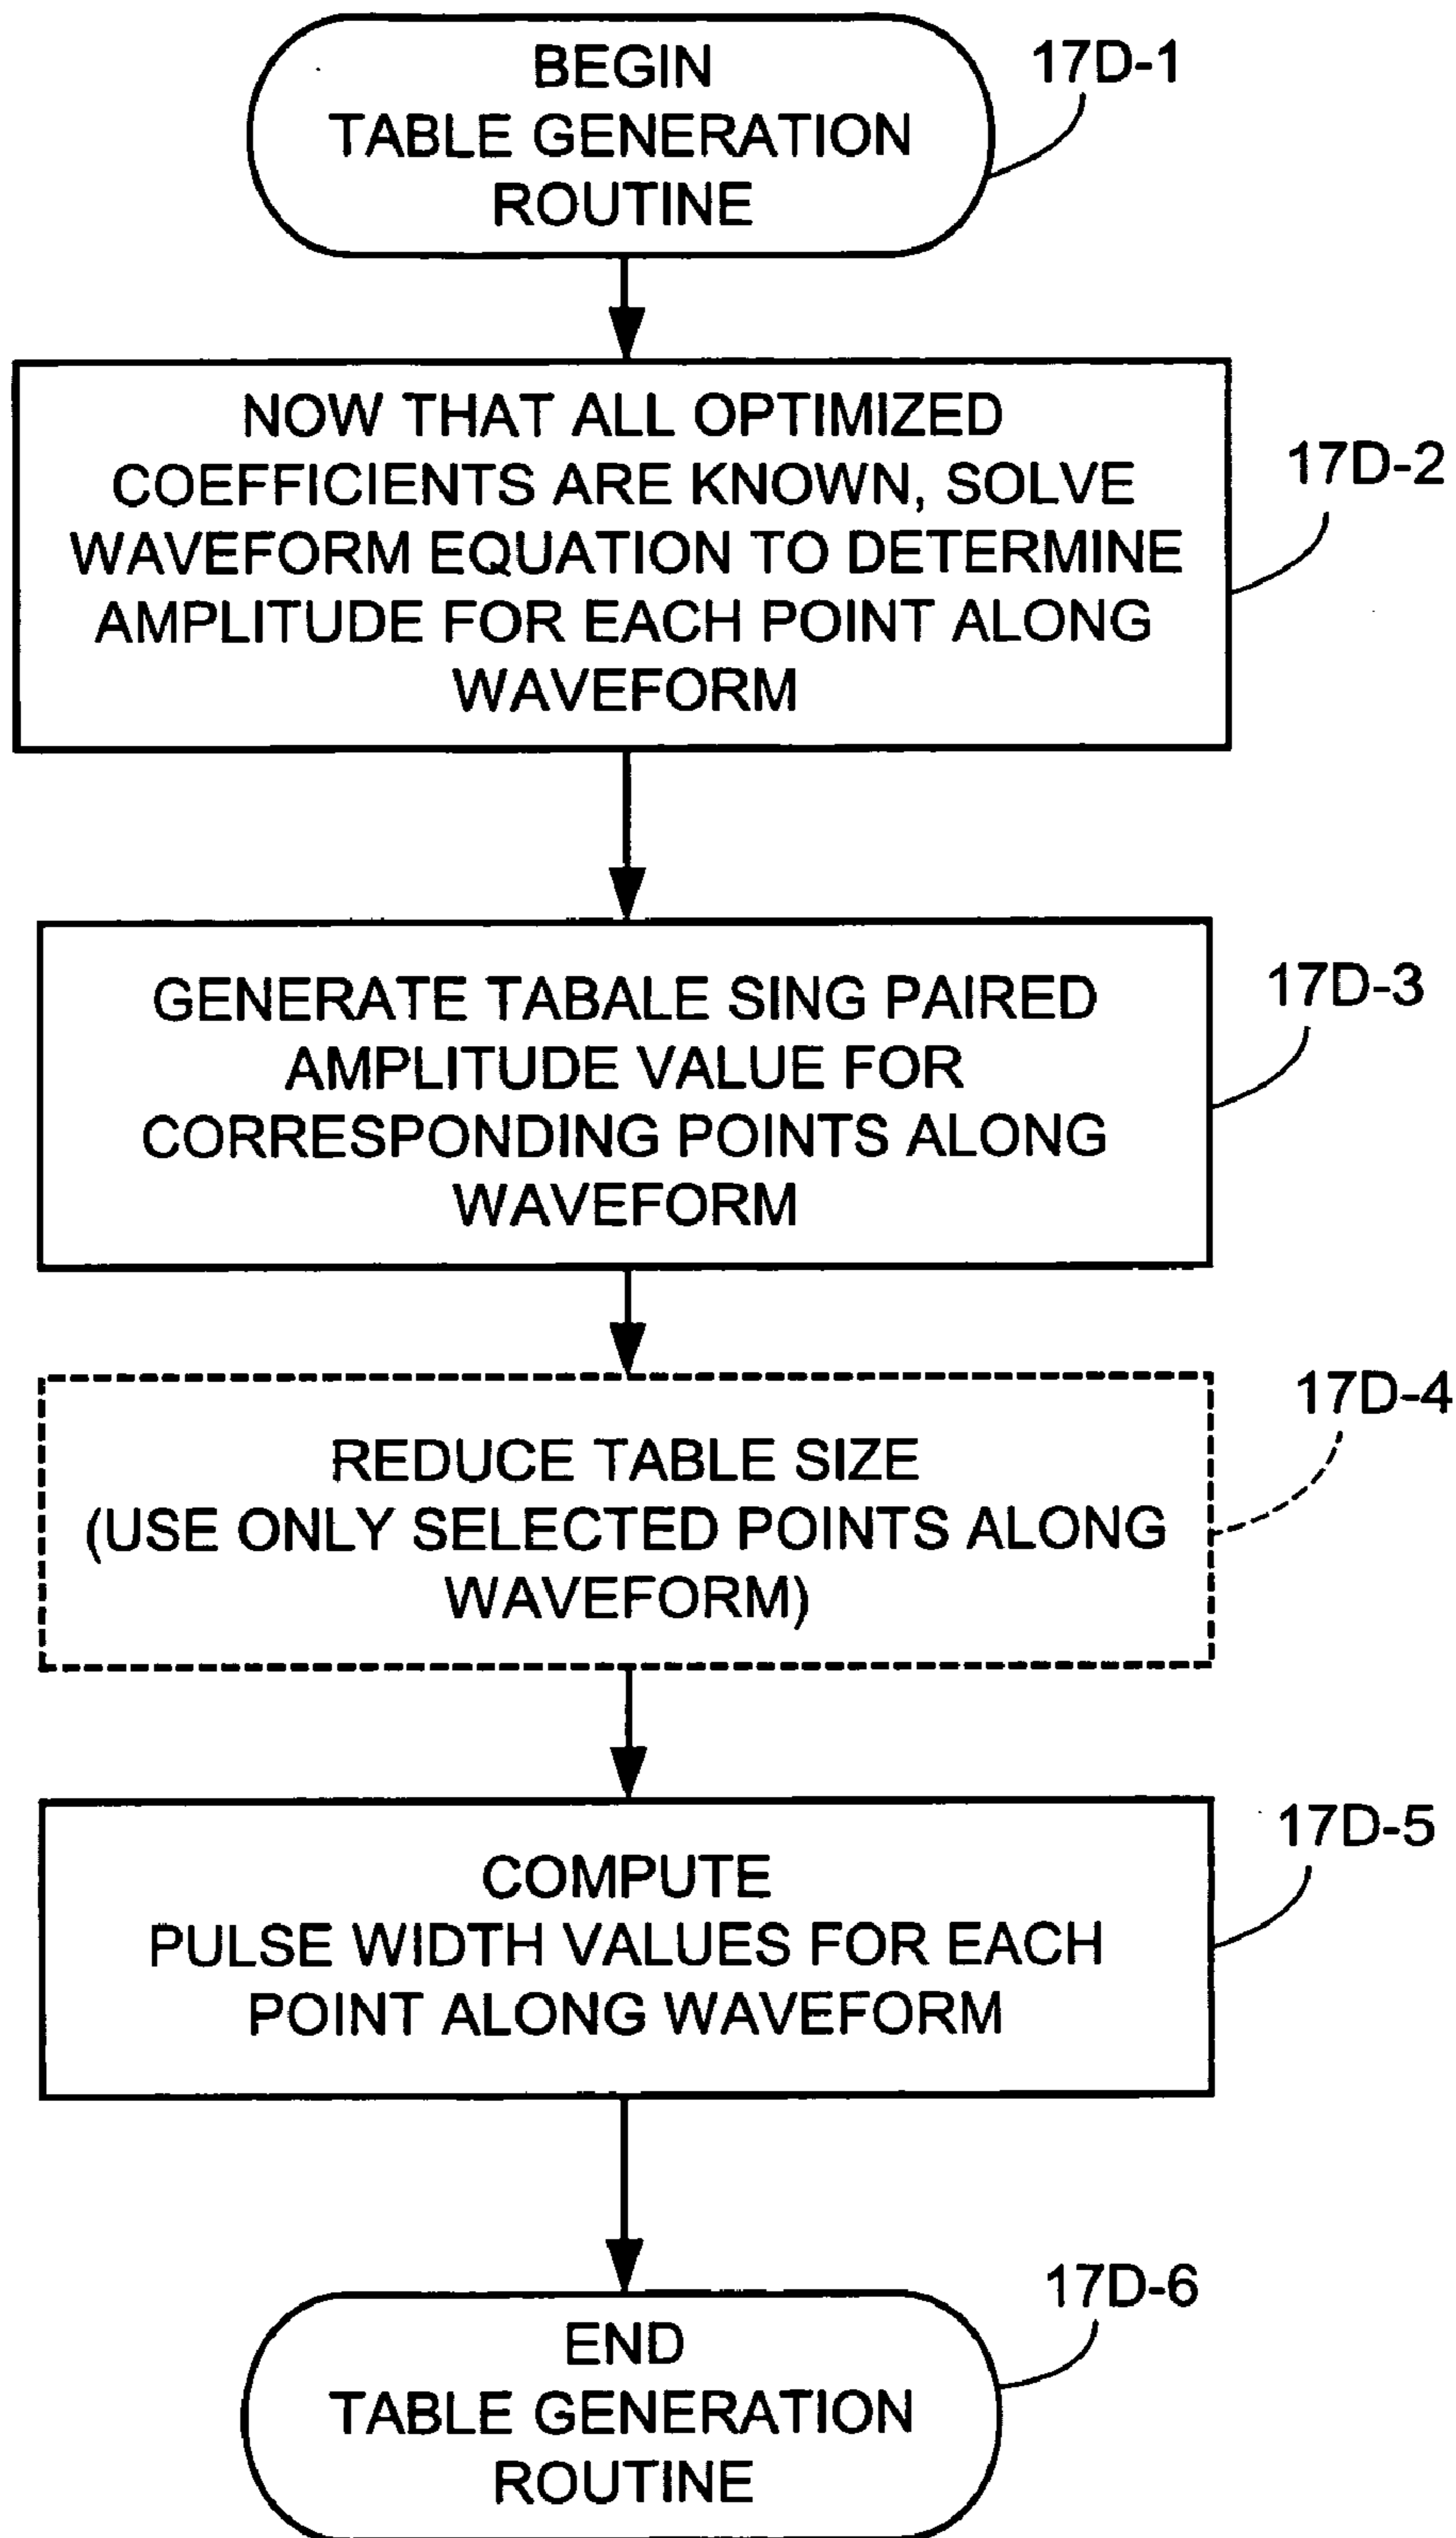 BEGIN
TABLE GENERATION
ROUTINE
17D-1
NOW THAT ALL OPTIMIZED
COEFFICIENTS ARE KNOWN, SOLVE
WAVEFORM EQUATION TO DETERMINE
AMPLITUDE FOR EACH POINT ALONG
WAVEFORM
17D-2
GENERATE TABALE SING PAIRED
AMPLITUDE VALUE FOR
CORRESPONDING POINTS ALONG
WAVEFORM
17D-3
REDUCE TABLE SIZE
(USE ONLY SELECTED POINTS ALONG
WAVEFORM)
17D-4
COMPUTE
PULSE WIDTH VALUES FOR EACH
POINT ALONG WAVEFORM
17D-5
END
TABLE GENERATION
ROUTINE
17D-6